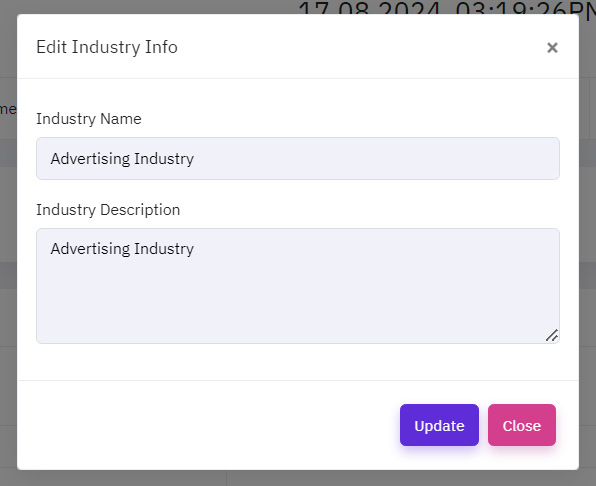 17.08.2024 03:19:26PM
Edit Industry Info
×
me
Industry Name
Advertising Industry
Industry Description
Advertising Industry
Update
Close